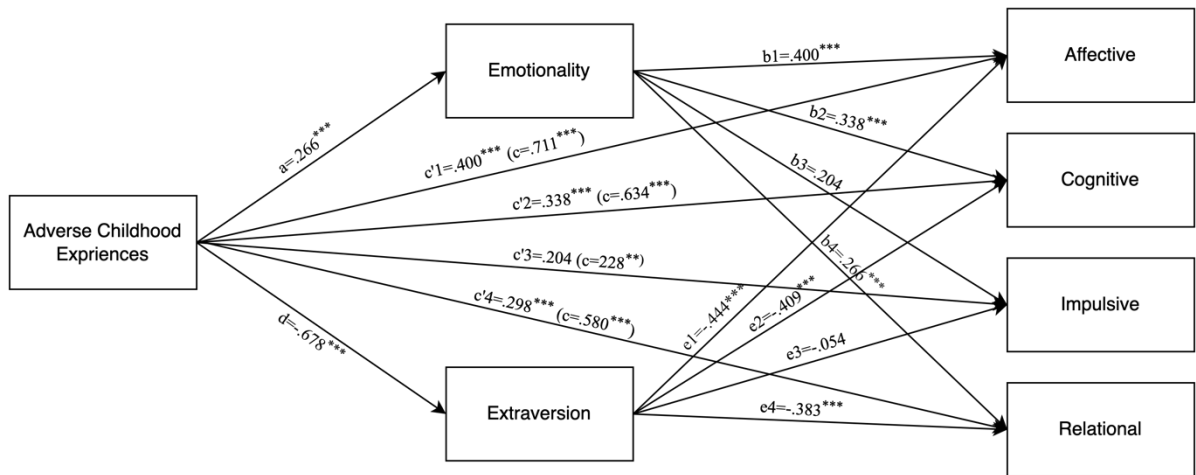 Emotionality
Affective
b1=.400***
b2=.338***
a=.266***
c'1=.400*** (c=.711***)
b3=.204
Cognitive
c'2=.338*** (c=.634***)
Adverse Childhood
Expriences
b4=.266***
c'3=.204 (c=228**)
Impulsive
c'4=.298*** (c=.580***)
e1=-.444***
e2=-.409***
d=-.678***
e3=-.054
Extraversion
e4=-.383***
Relational